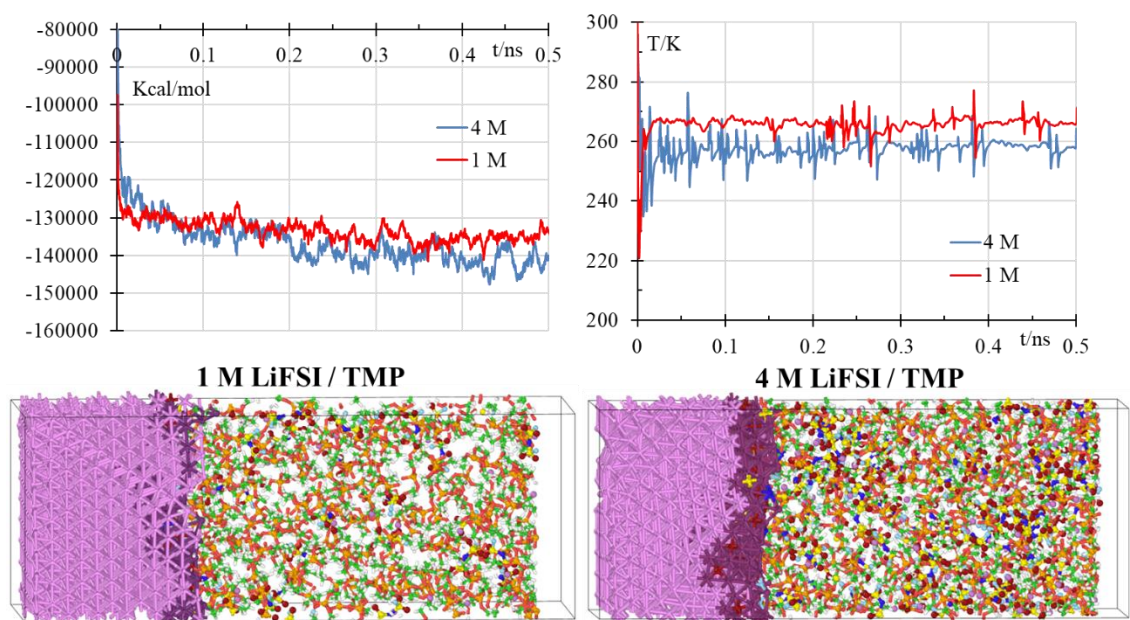 -80000
-90000
-100000
-110000
-120000
-130000
-140000
-150000
-160000
0
0.1
0.2
0.3
0.4
0.5
t/ns
Kcal/mol
4 M
1 M
300
280
260
240
220
200
T/K
4 M
1 M
0
0.1
0.2
0.3
0.4
0.5
t/ns
1 M LiFSI / TMP
4 M LiFSI / TMP